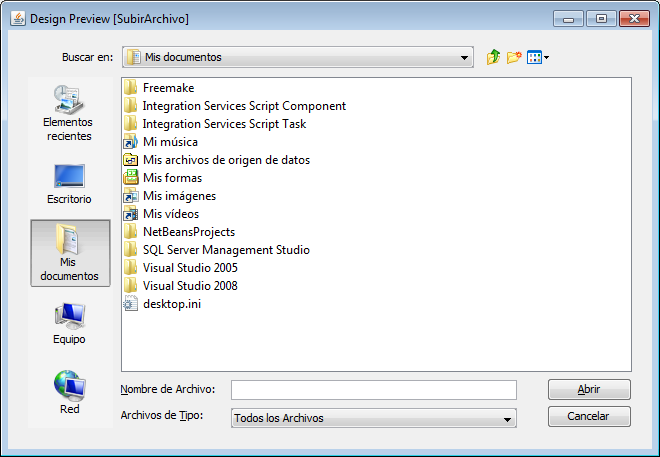 Design Preview [SubirArchivo]
Buscar en:
Mis documentos
Elementos
recientes
Escritorio
Mis
documentos
Equipo
Red
Freemake
Integration Services Script Component
Integration Services Script Task
Mi música
Mis archivos de origen de datos
Mis formas
Mis imágenes
Mis vídeos
NetBeansProjects
SQL Server Management Studio
Visual Studio 2005
Visual Studio 2008
desktop.ini
Nombre de Archivo:
Abrir
Archivos de Tipo:
Todos los Archivos
Cancelar